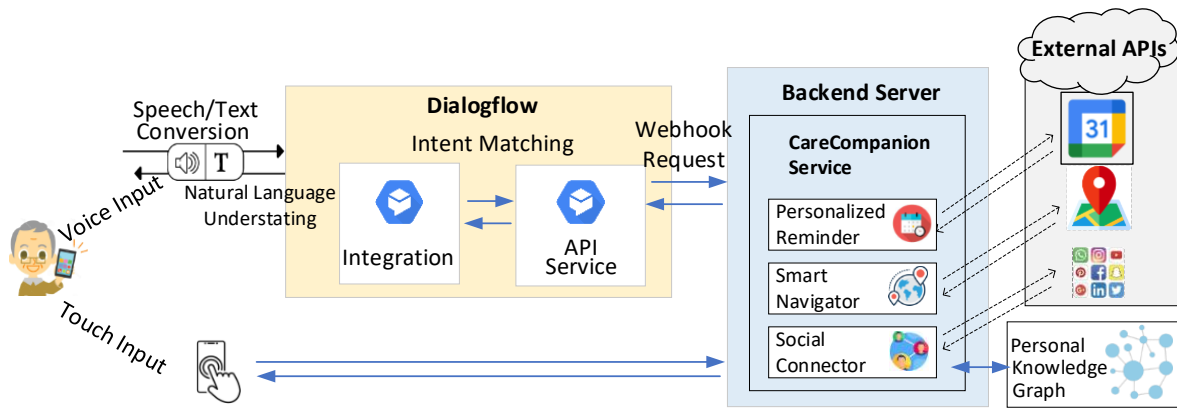 External APIs
Speech/Text
Conversion
T
Natural Language
Understating
Voice Input
Touch Input
Dialogflow
Intent Matching
Integration
API
Service
Webhook
Request
Backend Server
CareCompanion
Service
Personalized
Reminder
Smart
Navigator
Social
Connector
31
Personal
Knowledge
Graph